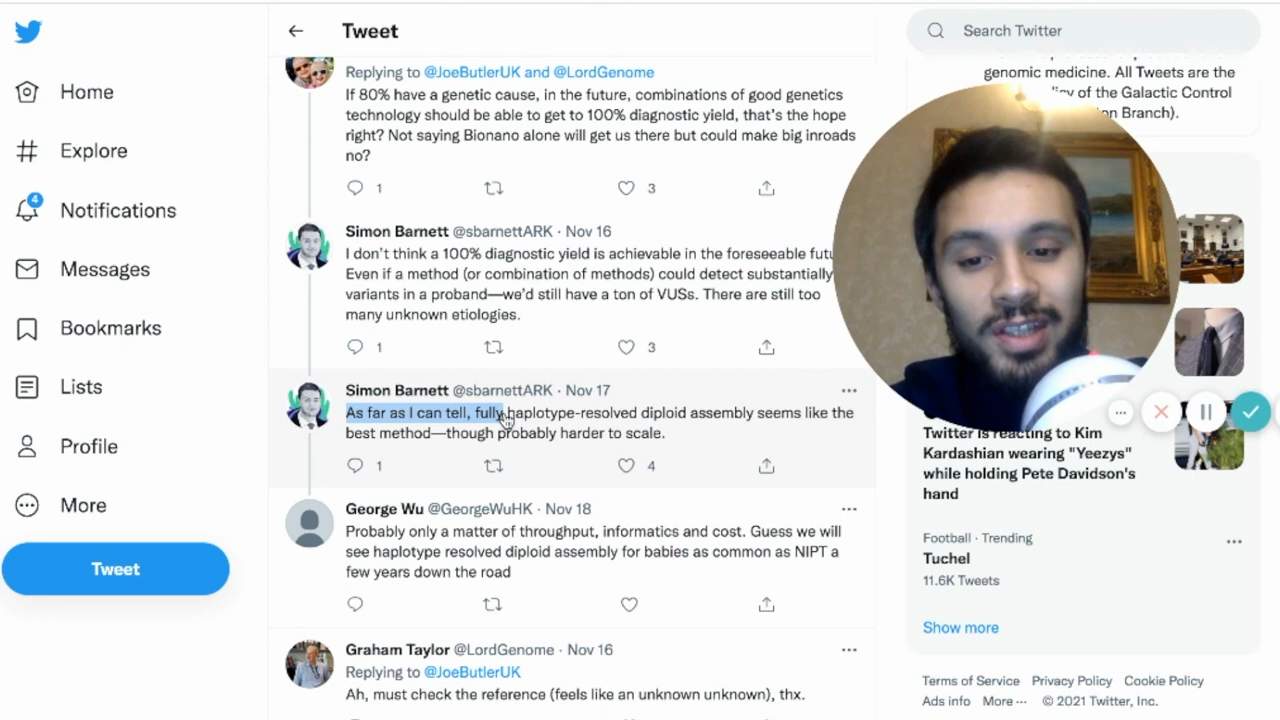 Home
Explore
4
Notifications
Messages
Bookmarks
Lists
Profile
More
Tweet
Tweet
Replying to @JoeButlerUK and @LordGenome
If 80% have a genetic cause, in the future, combinations of good genetics
technology should be able to get to 100% diagnostic yield, that's the hope
right? Not saying Bionano alone will get us there but could make big inroads
no?
1
3
Simon Barnett @sbarnettARK · Nov 16
I don't think a 100% diagnostic yield is achievable in the foreseeable
Even if a method (or combination of methods) could detect substantially
variants in a proband—we'd still have a ton of VUSs. There are still too
many unknown etiologies.
1
3
Simon Barnett @sbarnettARK · Nov 17
As far as I can tell, fully haplotype-resolved diploid assembly seems like the
best method—though probably harder to scale.
1
4
George Wu @GeorgeWuHK · Nov 18
Probably only a matter of throughput, informatics and cost. Guess we will
see haplotype resolved diploid assembly for babies as common as NIPT a
few years down the road
Graham Taylor @LordGenome · Nov 16
Replying to @JoeButlerUK
Ah, must check the reference (feels like an unknown unknown), thx.
Search Twitter
genomic medicine. All Tweets are the
of the Galactic Control
Branch).
Twitter is reacting to Kim
Kardashian wearing "Yeezys"
while holding Pete Davidson's
hand
Football · Trending
Tuchel
11.6K Tweets
Show more
Terms of Service Privacy Policy Cookie Policy
Ads info More ··· © 2021 Twitter, Inc.